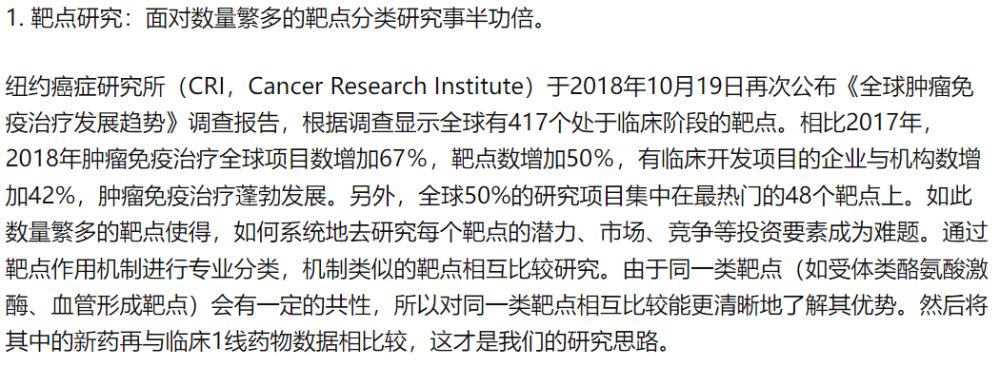 1. 靶点研究：面对数量繁多的靶点分类研究事半功倍。
纽约癌症研究所（CRI，Cancer Research Institute）于2018年10月19日再次公布《全球肿瘤免
疫治疗发展趋势》调查报告，根据调查显示全球有417个处于临床阶段的靶点。相比2017年，
2018年肿瘤免疫治疗全球项目数增加67%，靶点数增加50%，有临床开发项目的企业与机构数增
加42%，肿瘤免疫治疗蓬勃发展。另外，全球50%的研究项目集中在最热门的48个靶点上。如此
数量繁多的靶点使得，如何系统地去研究每个靶点的潜力、市场、竞争等投资要素成为难题。通过
靶点作用机制进行专业分类，机制类似的靶点相互比较研究。由于同一类靶点（如受体类酪氨酸激
酶、血管形成靶点）会有一定的共性，所以对同一类靶点相互比较能更清晰地了解其优势。然后将
其中的新药再与临床1线药物数据相比较，这才是我们的研究思路。